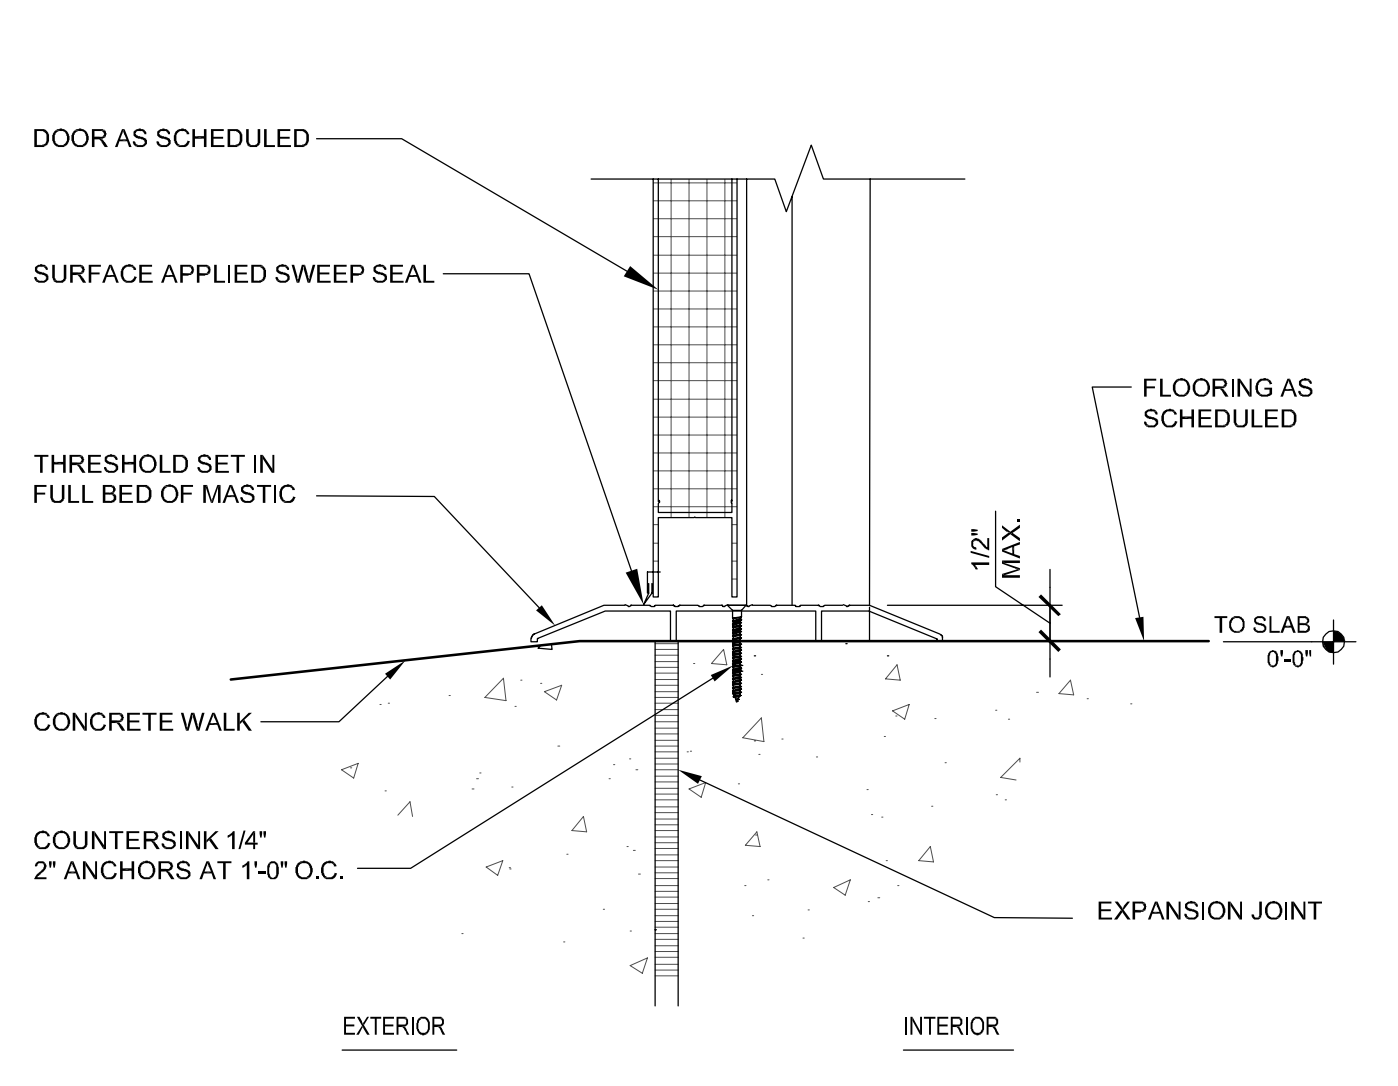 DOOR AS SCHEDULED
SURFACE APPLIED SWEEP SEAL
FLOORING AS
SCHEDULED
THRESHOLD SET IN
FULL BED OF MASTIC
1/2"
MAX.
TO SLAB
0'-0"
CONCRETE WALK
COUNTERSINK 1/4"
2" ANCHORS AT 1'-0" O.C.
EXPANSION JOINT
EXTERIOR
INTERIOR